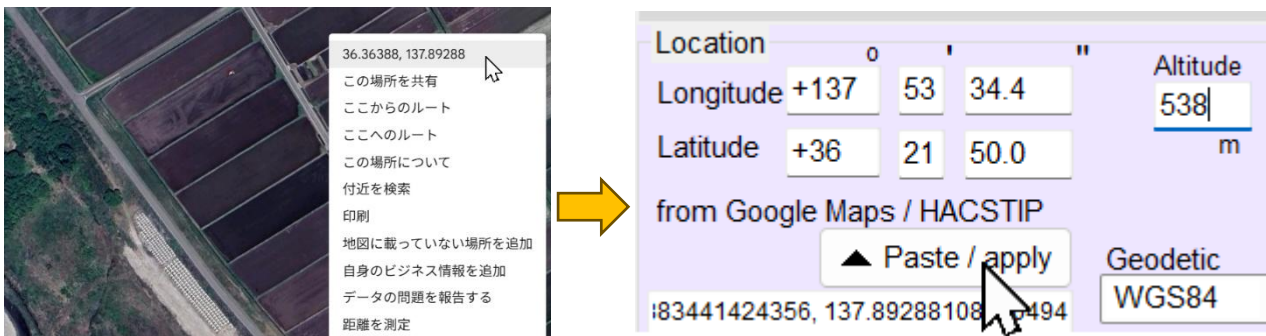 36.36388, 137.89288
この場所を共有
ここからのルート
ここへのルート
この場所について
付近を検索
印刷
地図に載っていない場所を追加
自身のビジネス情報を追加
データの問題を報告する
距離を測定
Location
o ' "
Longitude +137 53 34.4
Latitude +36 21 50.0
Altitude
538
m
from Google Maps / HACSTIP
▲ Paste / apply
83441424356, 137.89288108 494
Geodetic
WGS84